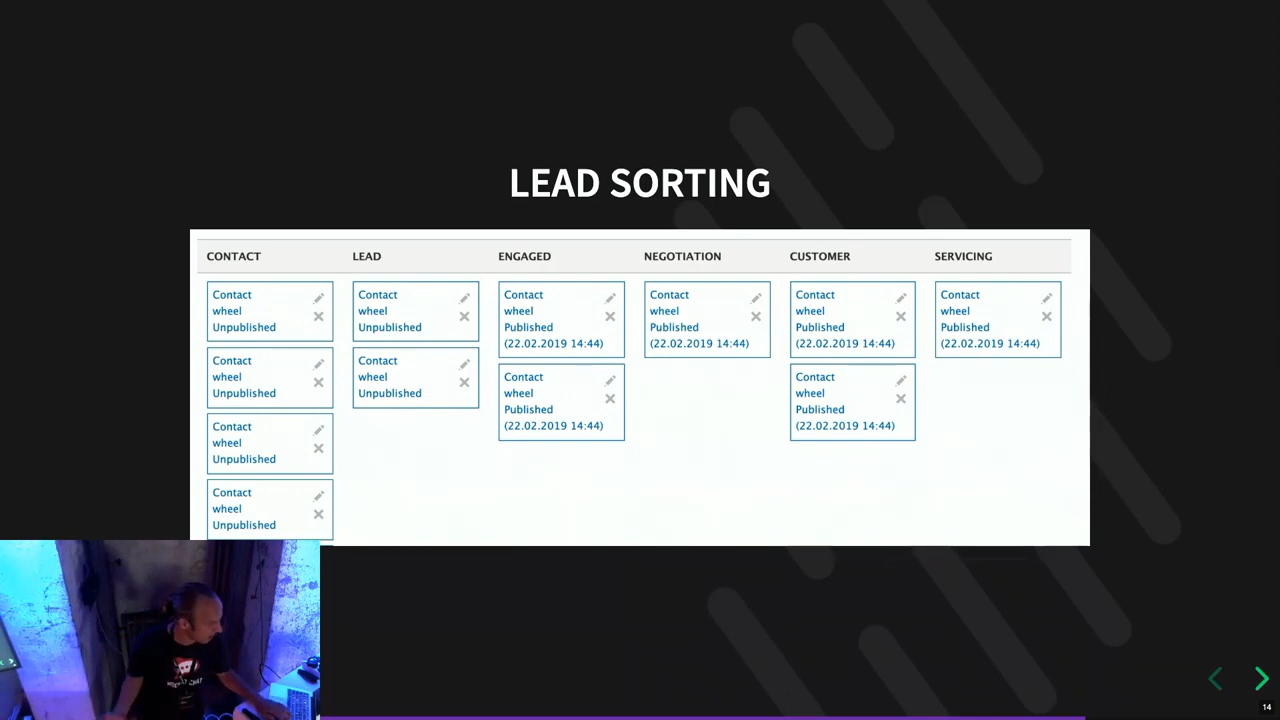 LEAD SORTING
CONTACT
LEAD
ENGAGED
NEGOTIATION
CUSTOMER
SERVICING
Contact
wheel
Unpublished
Contact
wheel
Unpublished
Contact
wheel
Unpublished
Contact
wheel
Unpublished
Contact
wheel
Unpublished
Contact
wheel
Unpublished
Contact
wheel
Published
(22.02.2019 14:44)
Contact
wheel
Published
(22.02.2019 14:44)
Contact
wheel
Published
(22.02.2019 14:44)
Contact
wheel
Published
(22.02.2019 14:44)
Contact
wheel
Published
(22.02.2019 14:44)
Contact
wheel
Published
(22.02.2019 14:44)
14